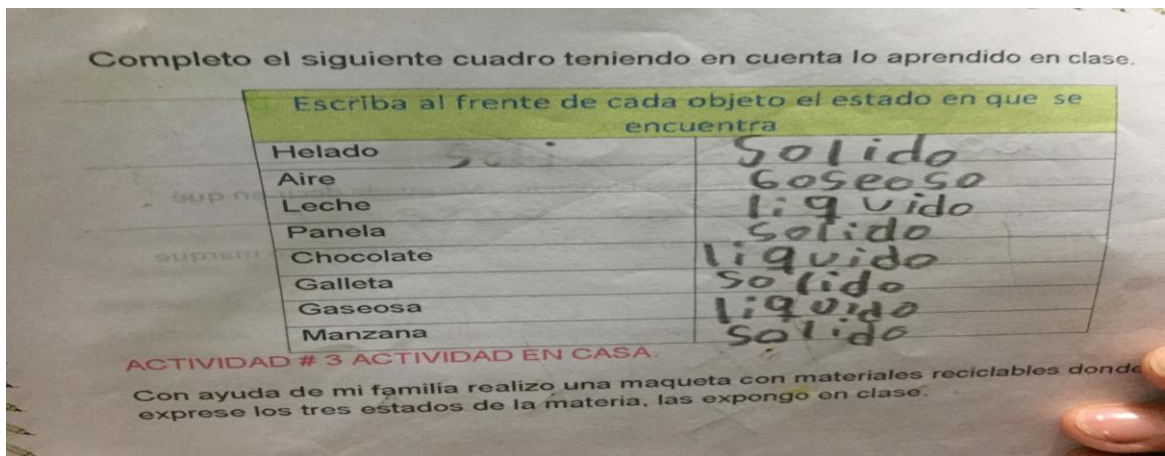 Completo el siguiente cuadro teniendo en cuenta lo aprendido en clase.
Escriba al frente de cada objeto el estado en que se
encuentra
Helado Solido
Aire Goseoso
Leche liquido
Panela Solido
Chocolate liquido
Galleta Solido
Gaseosa liquido
Manzana Solido
ACTIVIDAD # 3 ACTIVIDAD EN CASA.
Con ayuda de mi familia realizo una maqueta con materiales reciclables donde
exprese los tres estados de la materia, las expongo en clase.